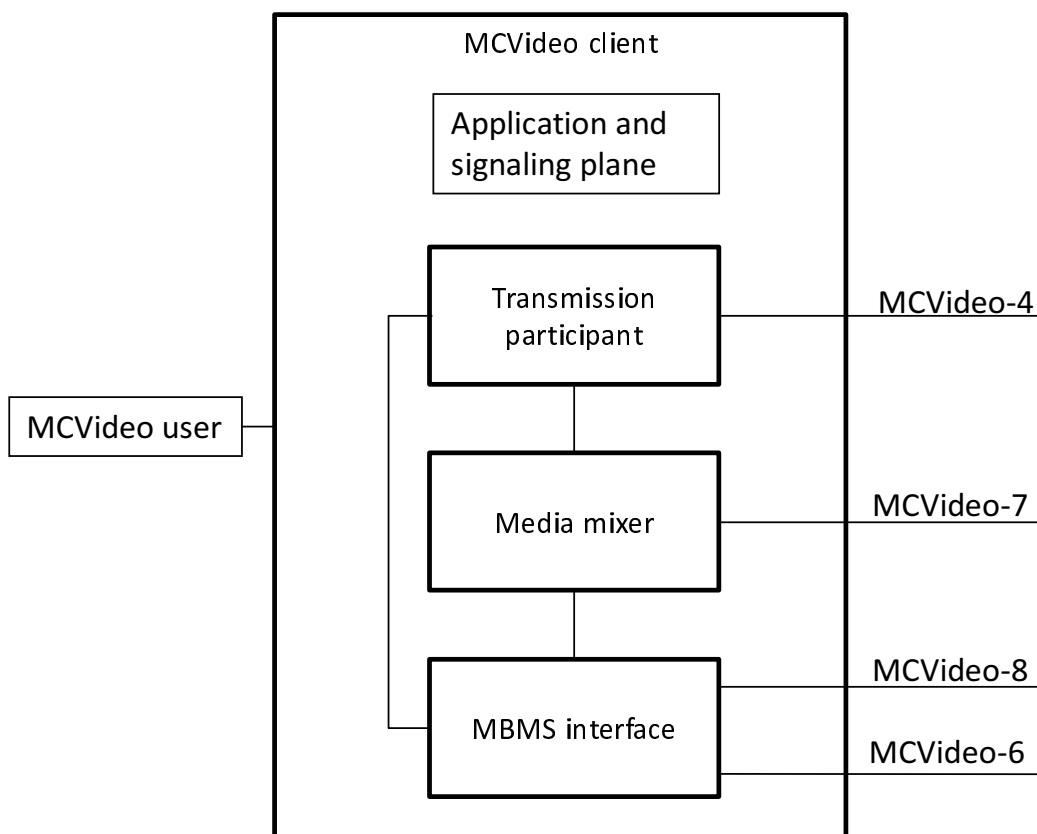 MCVideo client
Application and
signaling plane
Transmission
participant
MCVideo-4
MCVideo user
Media mixer
MCVideo-7
MBMS interface
MCVideo-8
MCVideo-6